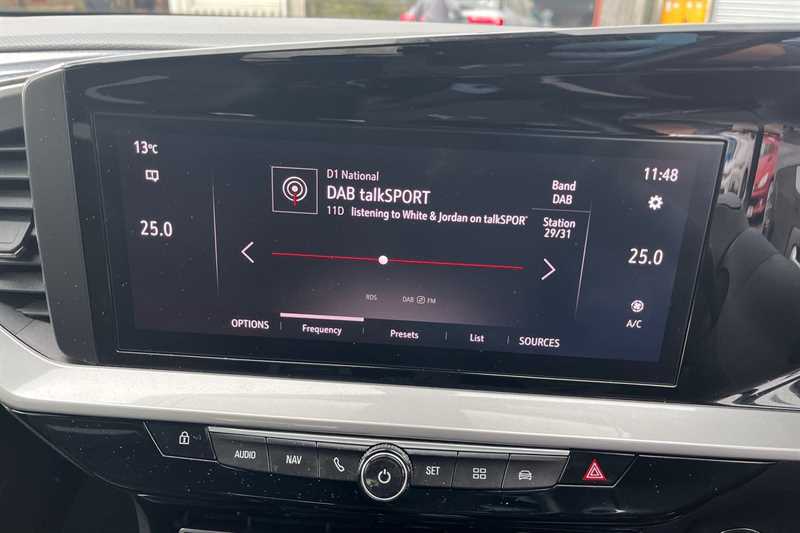 13°C
D1 National
11:48
DAB talkSPORT
Band
DAB
11D listening to White & Jordan on talkSPOR
Station
29/31
25.0
25.0
RDS
DAB FM
A/C
OPTIONS
Frequency
Presets
List
SOURCES
AUDIO
NAV
SET